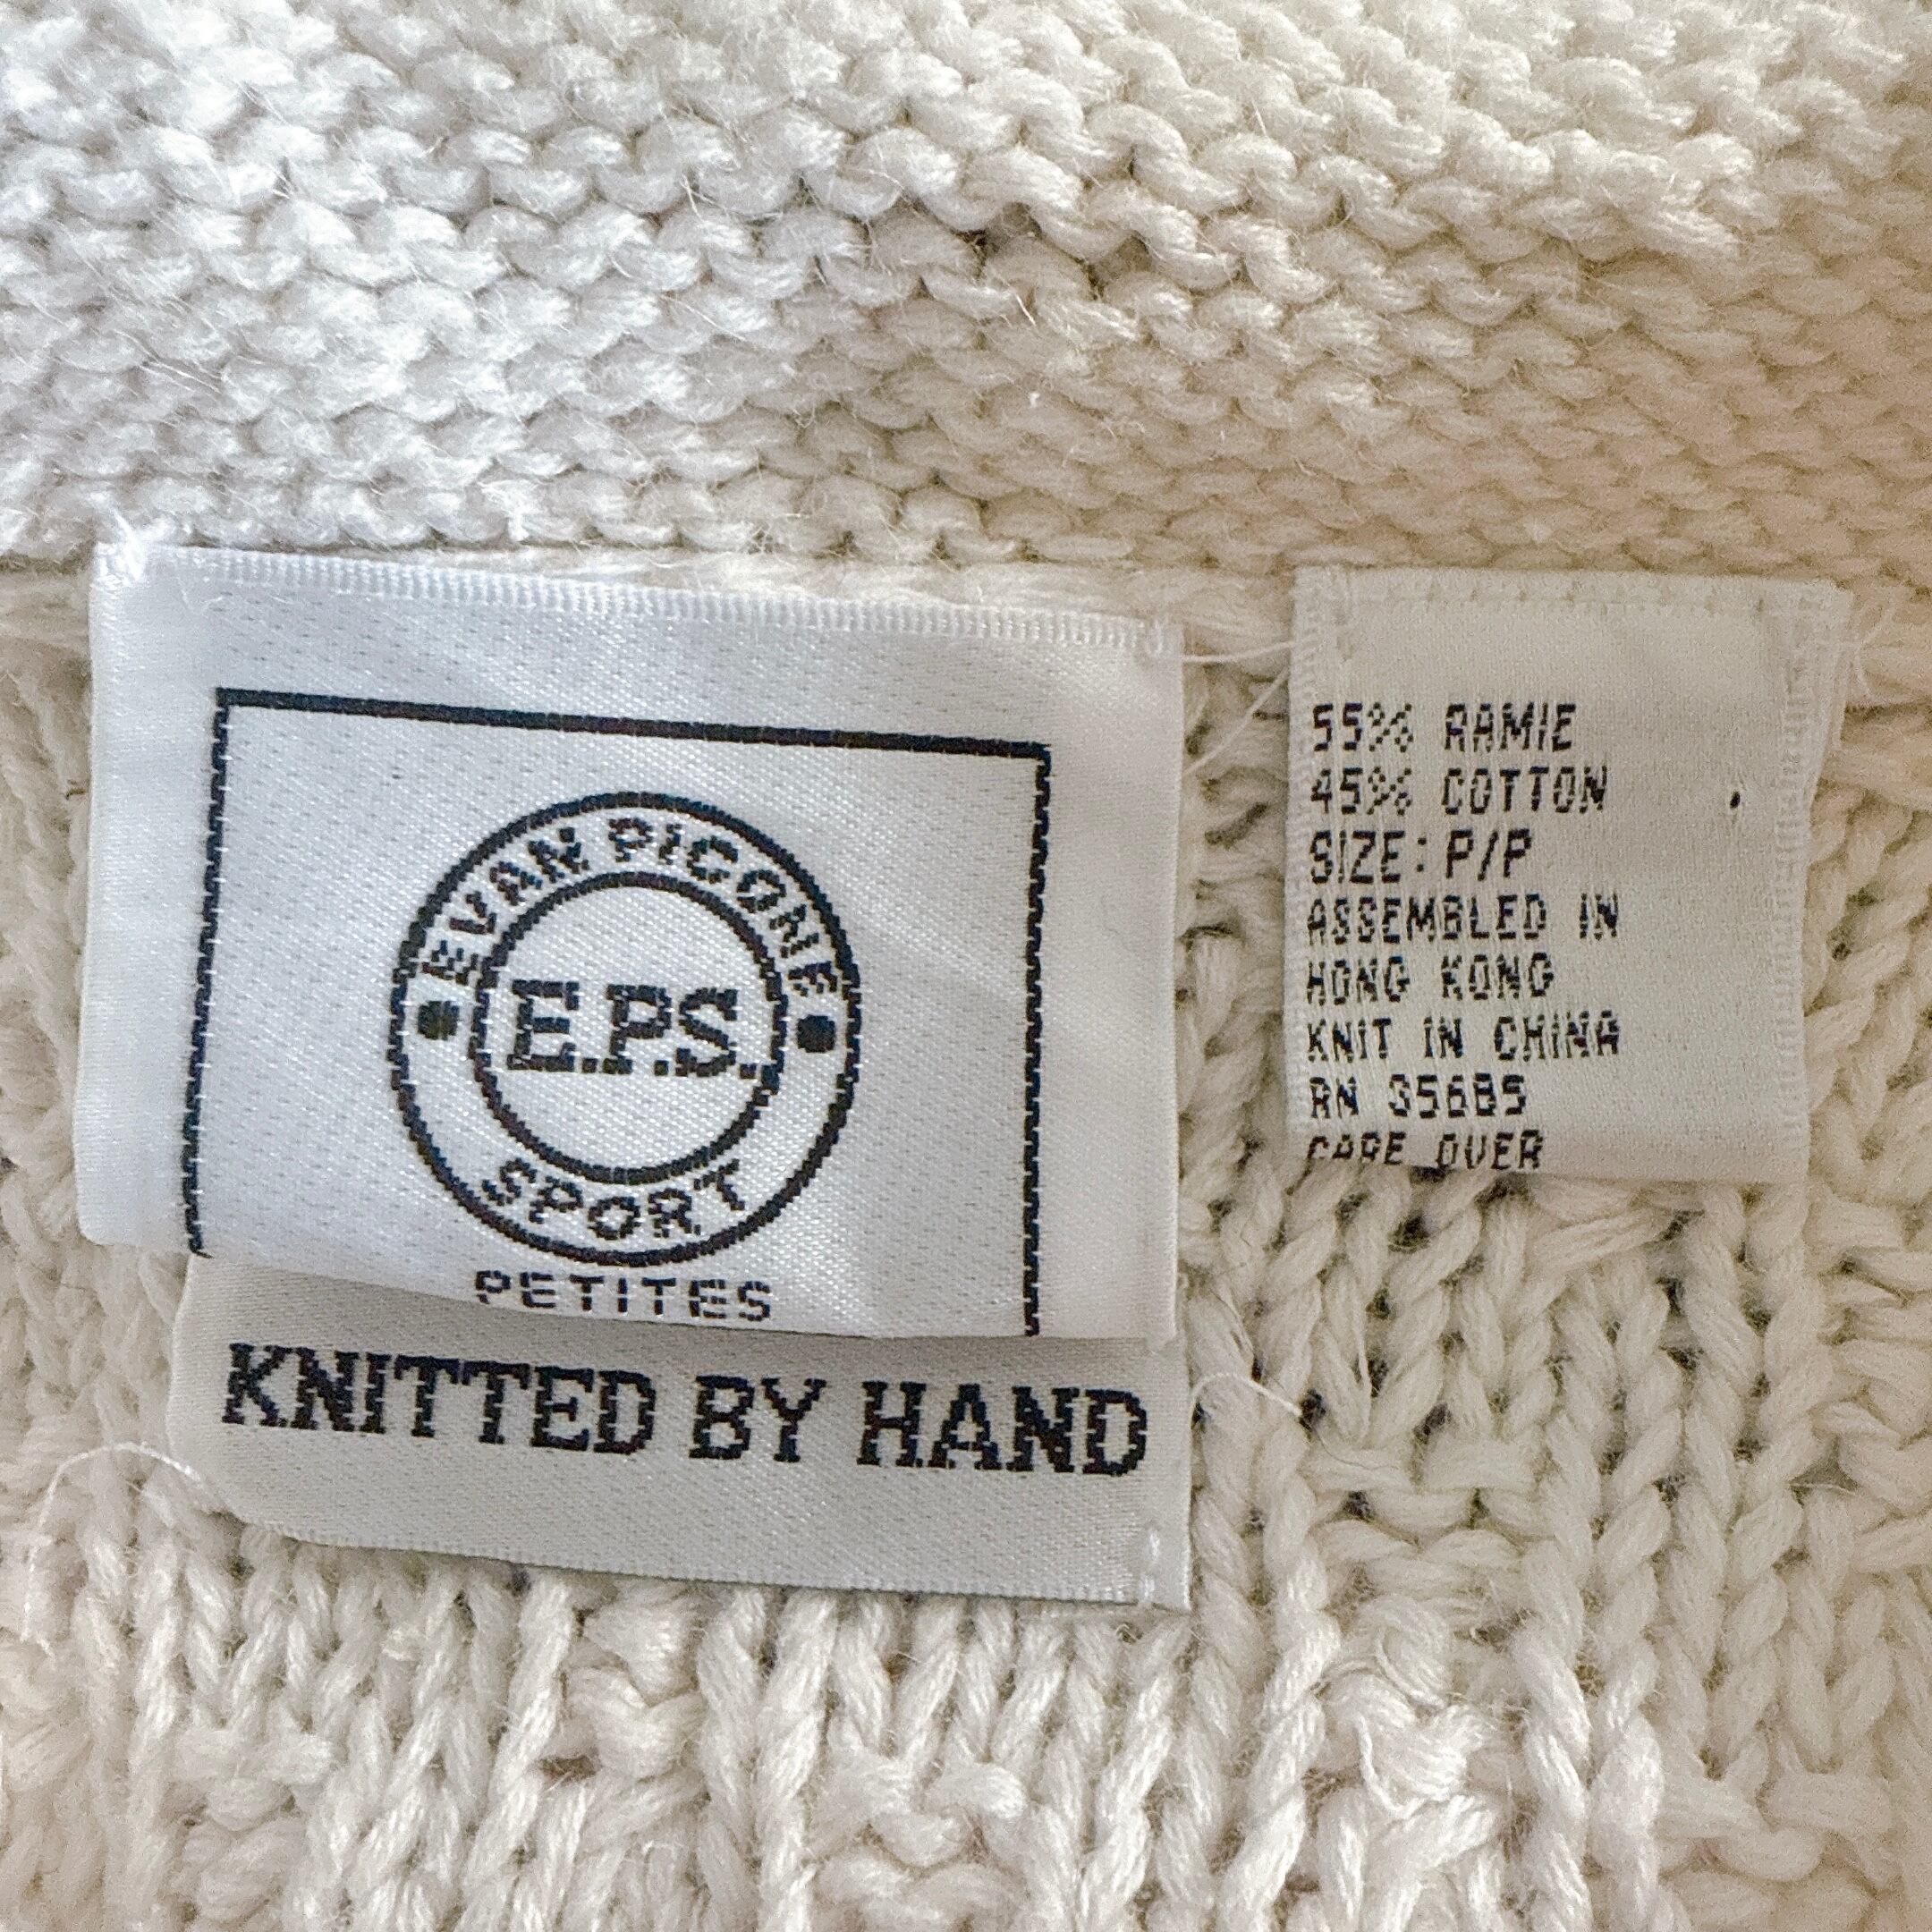 EVAN PICONE
E.P.S.
SPORT
PETITES
KNITTED BY HAND
55% RAMIE
45% COTTON
SIZE: P/P
ASSEMBLED IN
HONG KONG
KNIT IN CHINA
RN 35685
CARE OVER